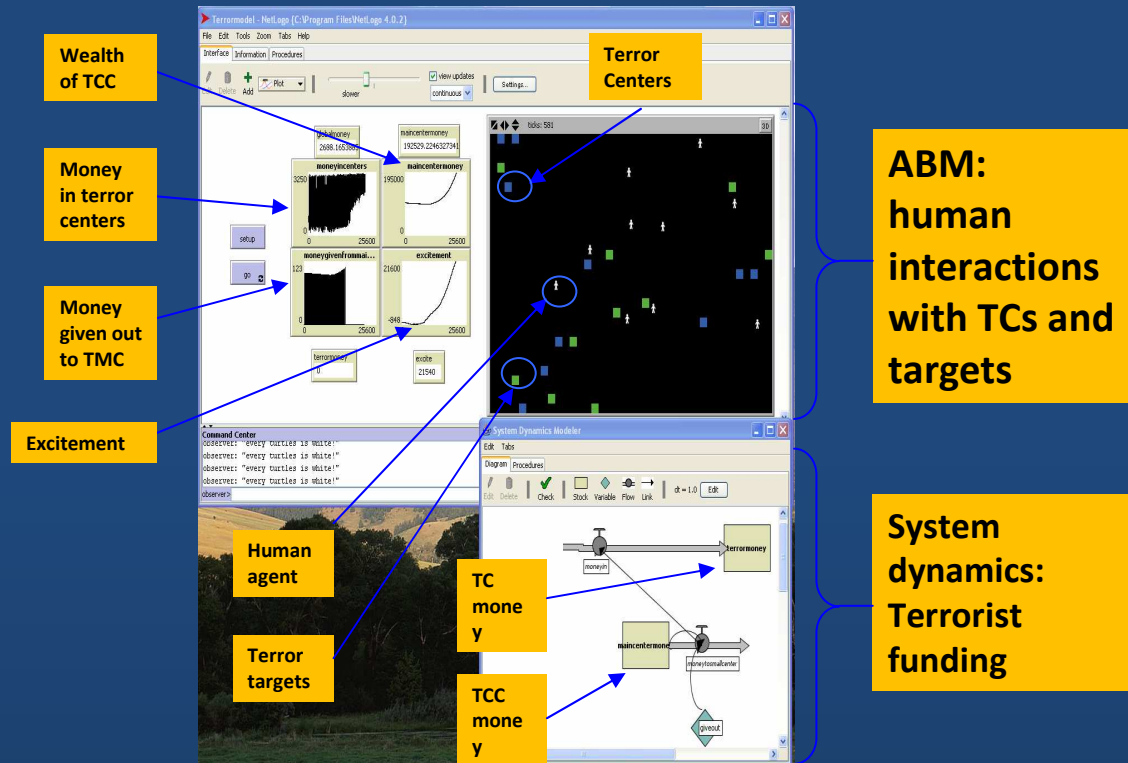 Terrormodel - NetLogo {C:\Program Files\NetLogo 4.0.2}
File Edit Tools Zoom Tabs Help
Interface Information Procedures
Edit Delete Add Plot
slower
view updates
continuous
Settings...
Wealth
of TCC
Terror
Centers
Money
in terror
centers
Money
given out
to TMC
Excitement
globalmoney
2688.1653885
maincentermoney
192529.2246327341
moneyincenters
3250
0
0 25600
maincentermoney
195000
0
0 25600
setup
go
moneygivenfrommai...
123
0
0 25600
excitement
21600
-848
0 25600
terrormoney
0
excite
21540
ticks: 581
3D
ABM:
human
interactions
with TCs and
targets
Command Center
observer: "every turtles is white!"
observer: "every turtles is white!"
observer: "every turtles is white!"
observer: "every turtles is white!"
observer>
System Dynamics Modeler
Edit Tabs
Diagram Procedures
Edit Delete Check Stock Variable Flow Link dt = 1.0 Edit
terrormoney
moneyin
maincentermone
moneytosmallcenter
giveout
Human
agent
Terror
targets
TC
mone
y
TCC
mone
y
System
dynamics:
Terrorist
funding